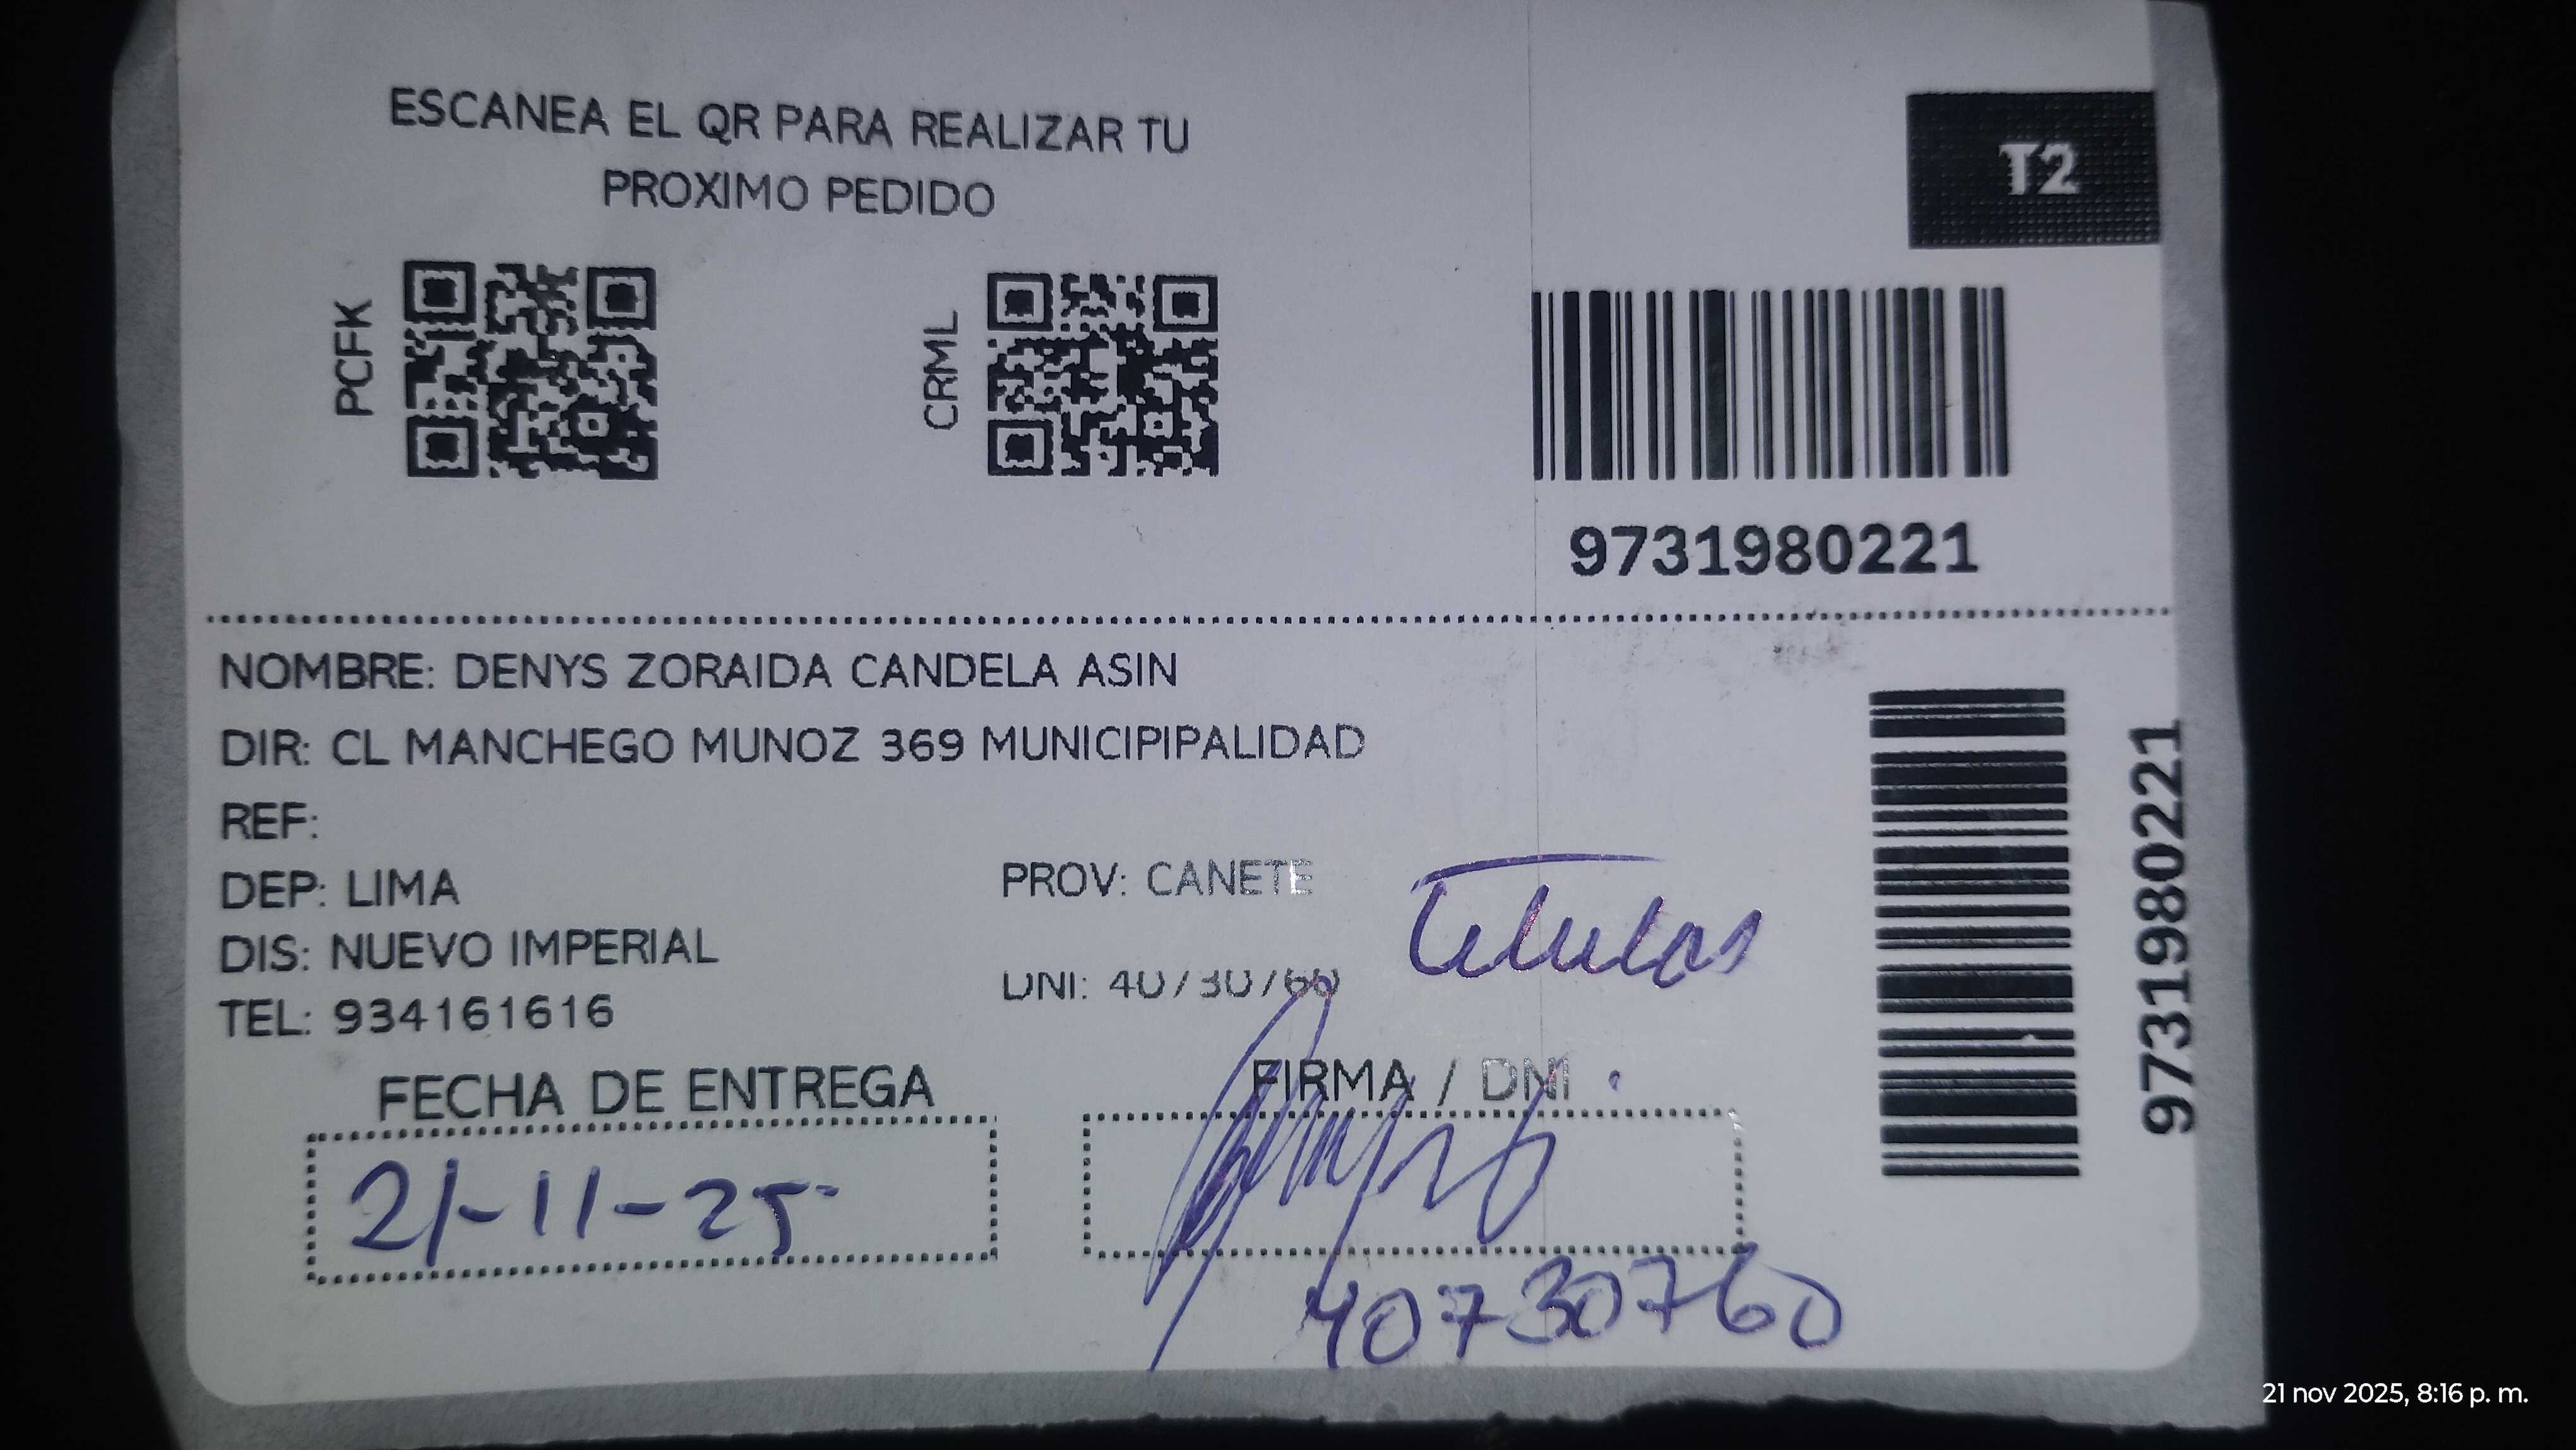 ESCANEA EL QR PARA REALIZAR TU
PROXIMO PEDIDO
T2
PCFK
CRML
9731980221
NOMBRE: DENYS ZORAIDA CANDELA ASIN
DIR: CL MANCHEGO MUNOZ 369 MUNICIPIPALIDAD
REF:
DEP: LIMA
PROV: CANETE
Titular
DIS: NUEVO IMPERIAL
DNI: 40730760
TEL: 934161616
9731980221
FECHA DE ENTREGA
FIRMA / DNI
21-11-25
40730760
21 nov 2025, 8:16 p. m.